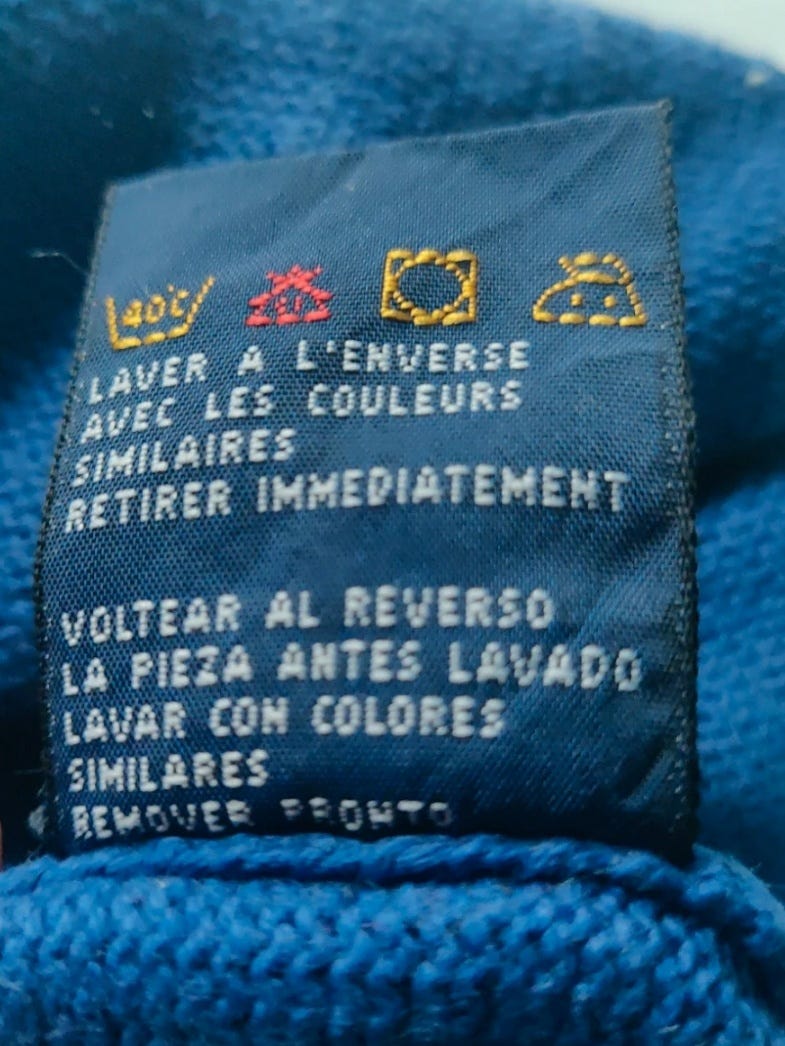 40°C
LAVER A L'ENVERSE
AVEC LES COULEURS
SIMILAIRES
RETIRER IMMEDIATEMENT
VOLTEAR AL REVERSO
LA PIEZA ANTES LAVADO
LAVAR CON COLORES
SIMILARES
REMOVER PRONTO